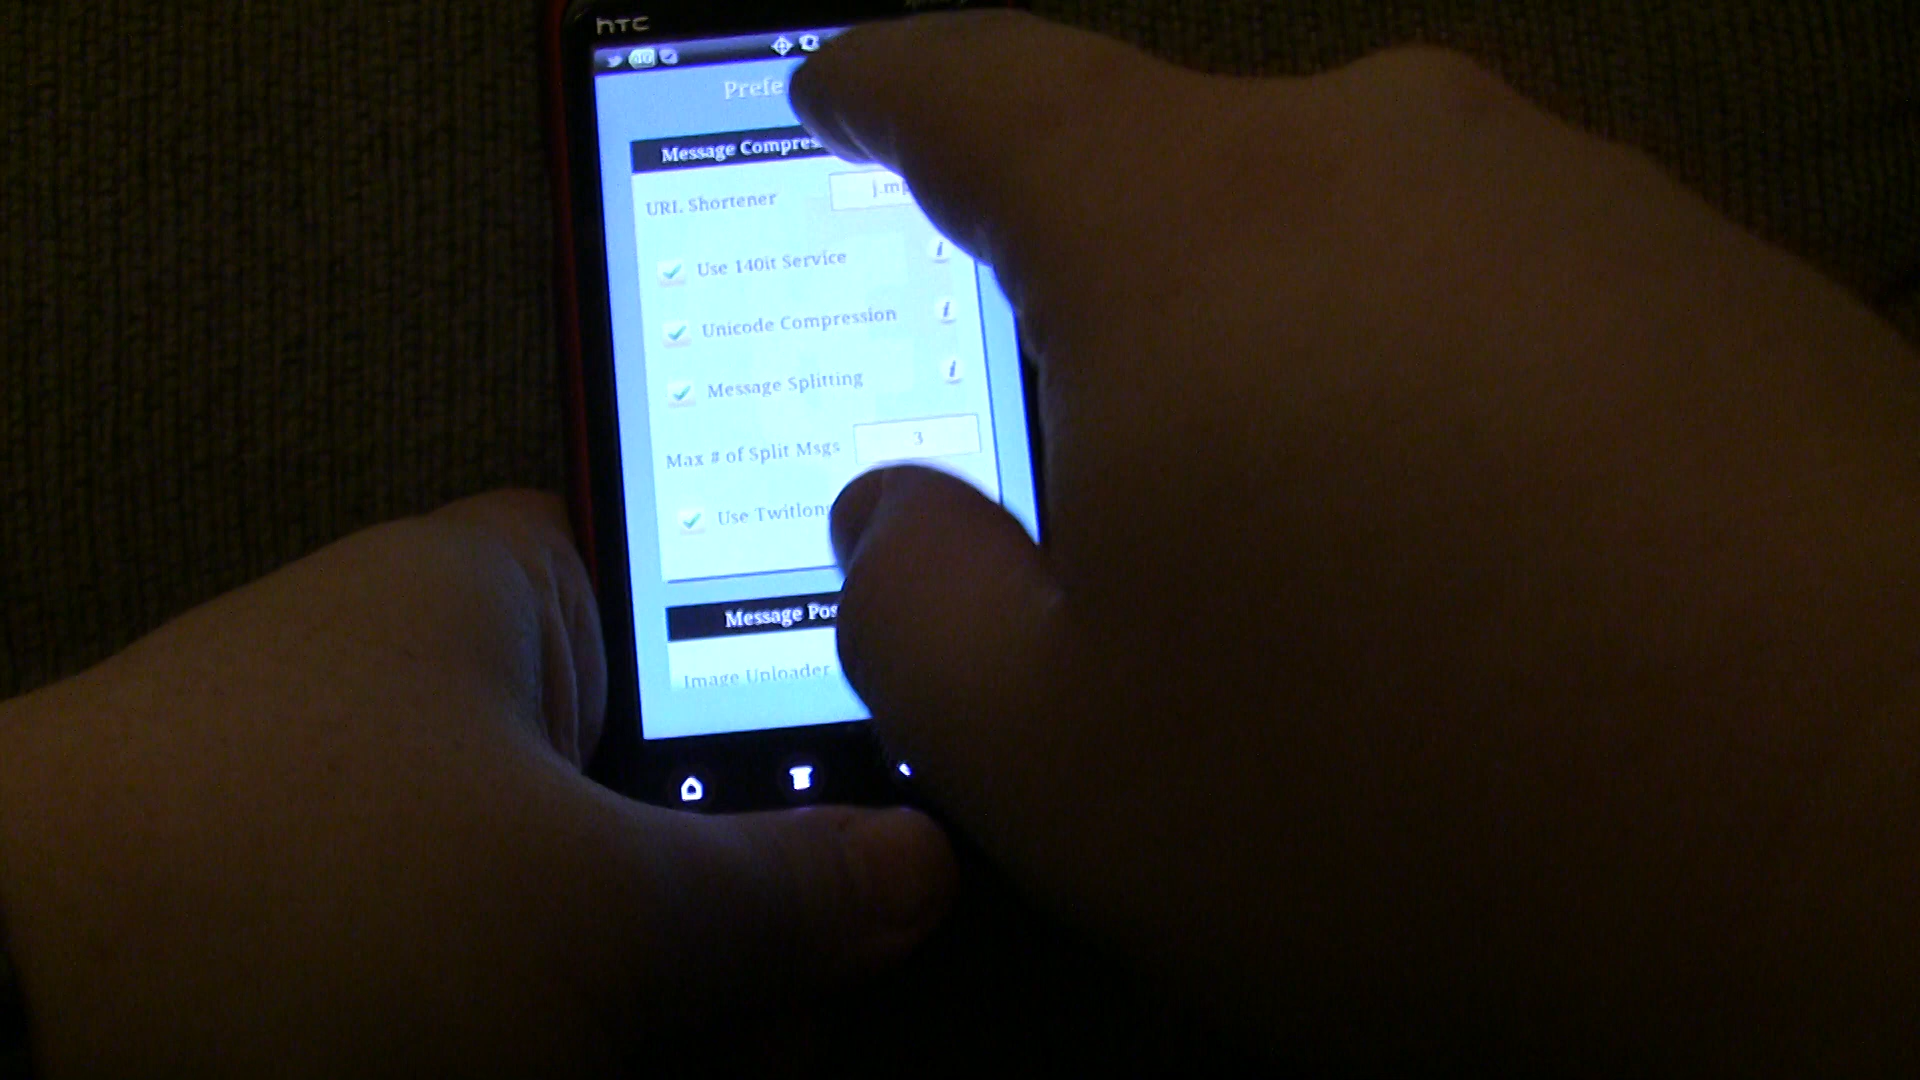 hTC
40
Prefe
Message Compres
URL Shortener
j.mp
Use 140it Service
i
Unicode Compression
i
Message Splitting
i
Max # of Split Msgs
3
Use Twitlon
Message Pos
Image Uploader